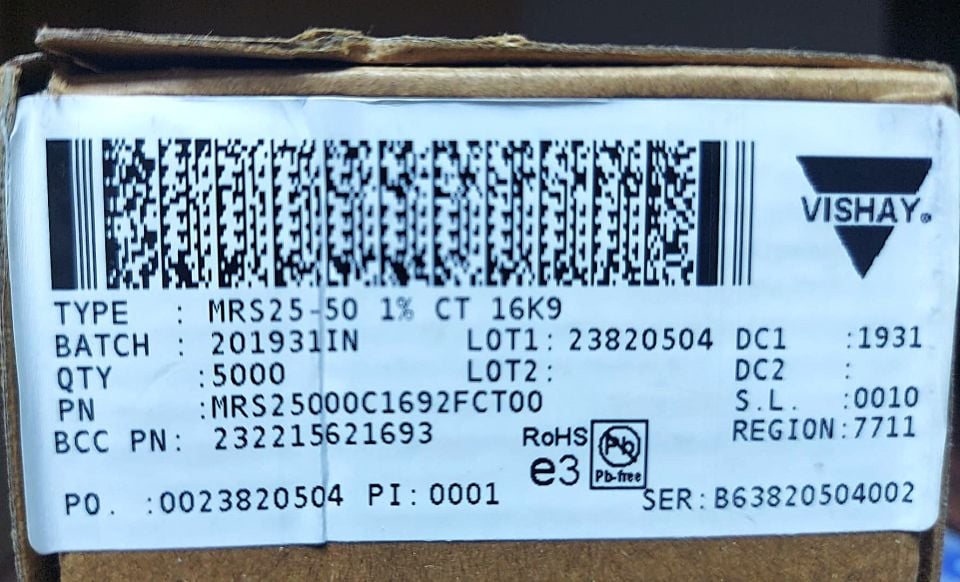 VISHAY®
TYPE : MRS25-50 1% CT 16K9
BATCH : 201931IN LOT1: 23820504 DC1 :1931
QTY :5000 LOT2: DC2 :
PN :MRS25000C1692FCT00 S.L. :0010
BCC PN: 232215621693 RoHS Pb REGION:7711
e3 Pb-free
PO. :0023820504 PI:0001 SER:B63820504002